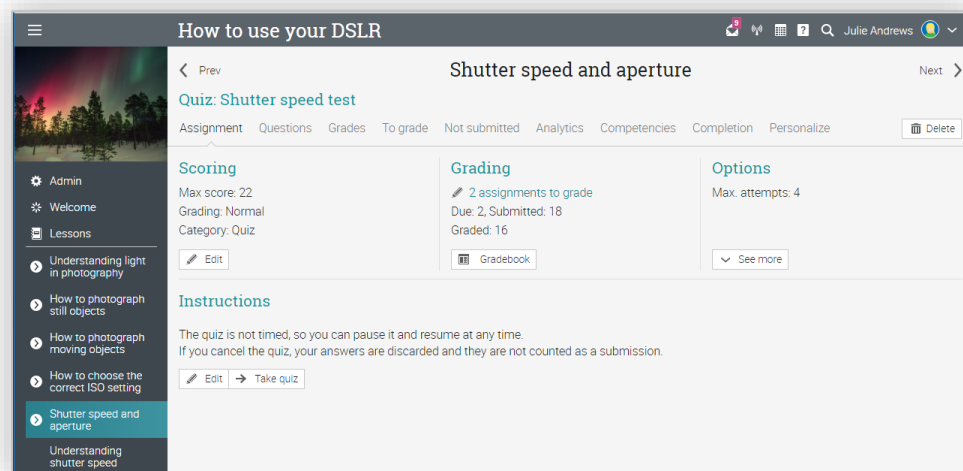 How to use your DSLR
9
?
Julie Andrews
Prev
Shutter speed and aperture
Next
Quiz: Shutter speed test
Assignment Questions Grades To grade Not submitted Analytics Competencies Completion Personalize
Delete
Scoring
Max score: 22
Grading: Normal
Category: Quiz
Edit
Grading
2 assignments to grade
Due: 2, Submitted: 18
Graded: 16
Gradebook
Options
Max. attempts: 4
See more
Instructions
The quiz is not timed, so you can pause it and resume at any time.
If you cancel the quiz, your answers are discarded and they are not counted as a submission.
Edit Take quiz
Admin
Welcome
Lessons
Understanding light
in photography
How to photograph
still objects
How to photograph
moving objects
How to choose the
correct ISO setting
Shutter speed and
aperture
Understanding
shutter speed